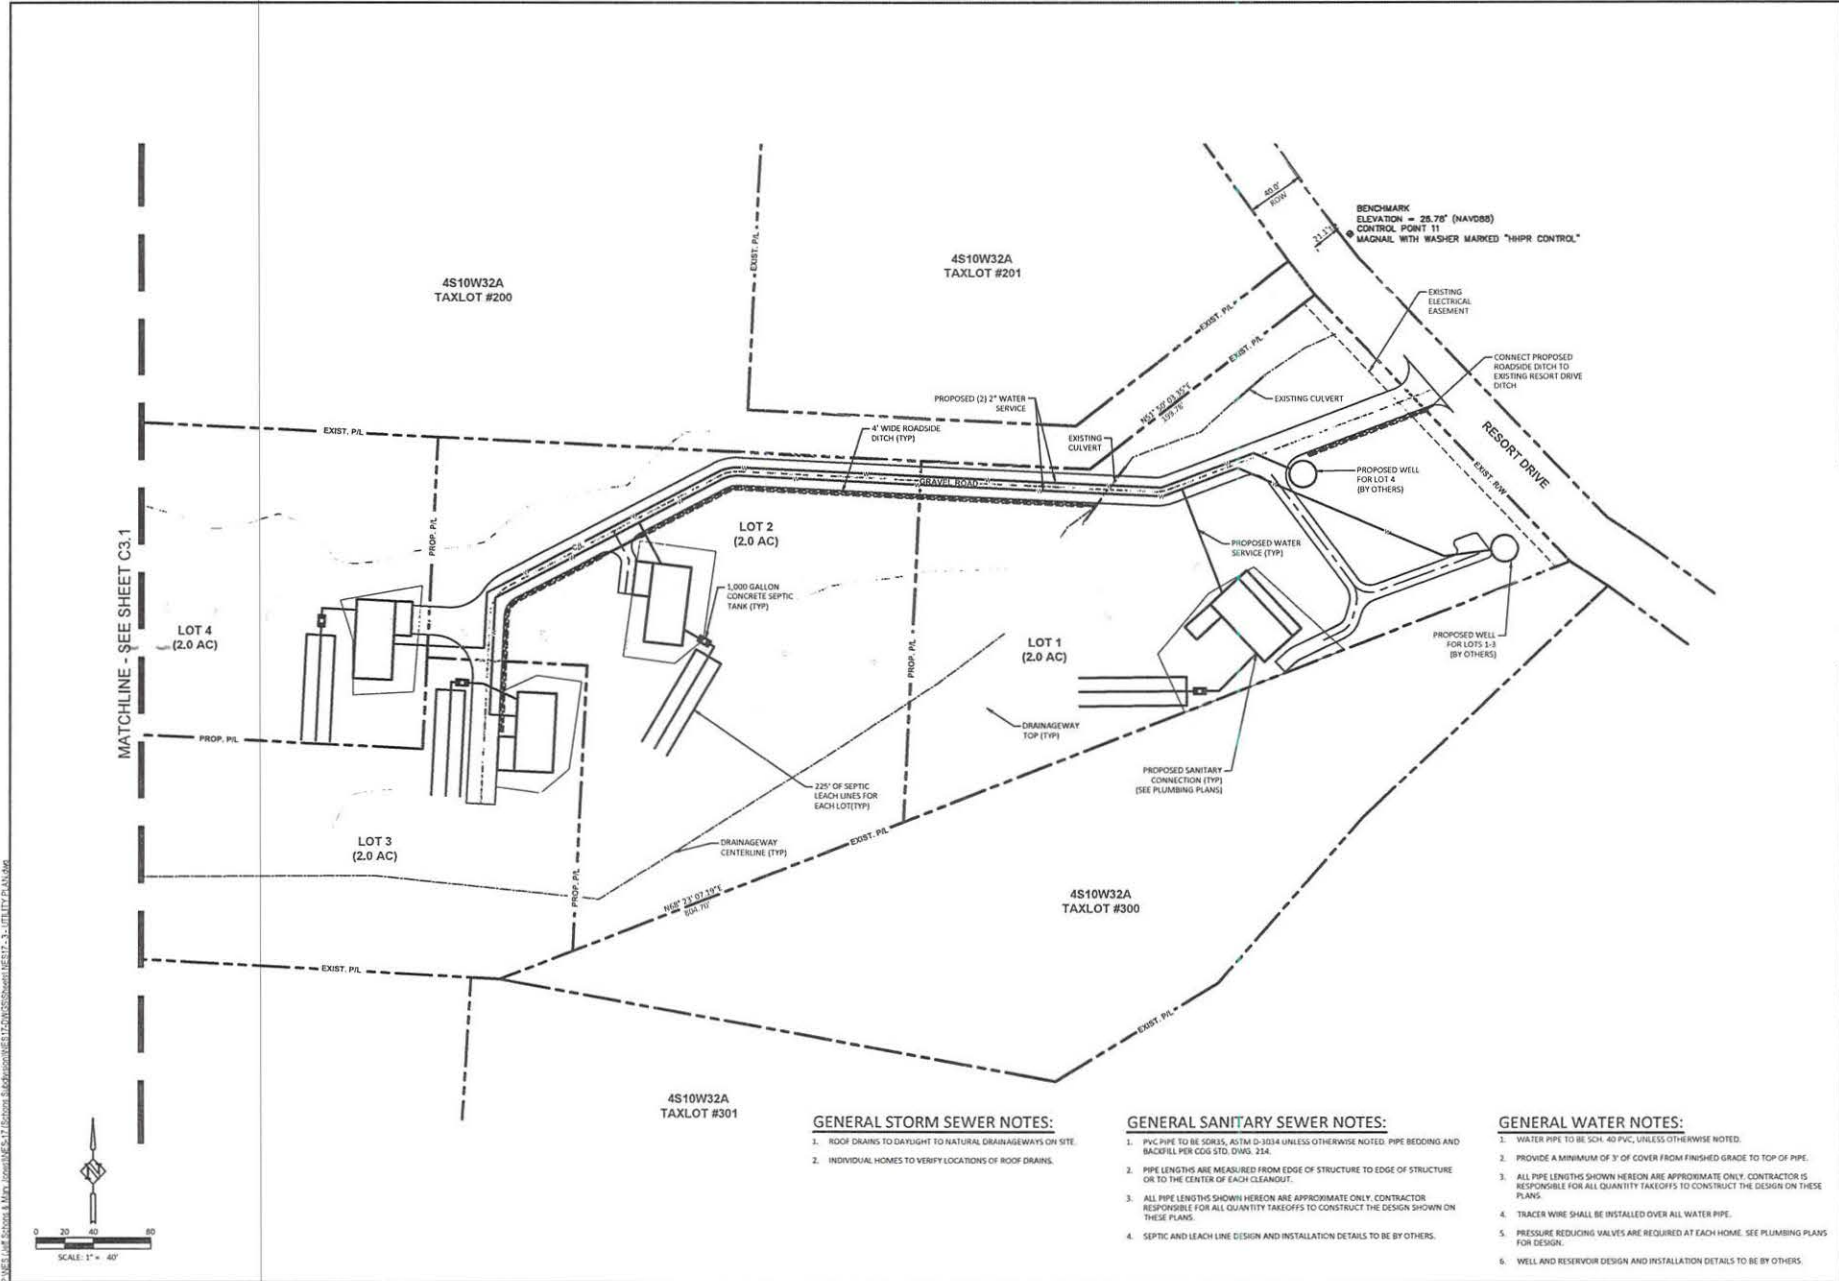 40.0'
ROW
BENCHMARK
ELEVATION = 28.78' (NAVD88)
CONTROL POINT 11
MAGNAIL WITH WASHER MARKED "HHPR CONTROL"
4S10W32A
TAXLOT #200
EXIST. P/L
4S10W32A
TAXLOT #201
EXIST. P/L
EXIST. P/L
EXISTING
ELECTRICAL
EASEMENT
CONNECT PROPOSED
ROADSIDE DITCH TO
EXISTING RESORT DRIVE
DITCH
PROPOSED (2) 2" WATER
SERVICE
EXISTING CULVERT
EXIST. P/L
4' WIDE ROADSIDE
DITCH (TYP)
EXISTING
CULVERT
RESORT DRIVE
EXIST. R/W
PROPOSED WELL
FOR LOT 4
(BY OTHERS)
GRAVEL ROAD
PROP. P/L
LOT 2
(2.0 AC)
PROPOSED WATER
SERVICE (TYP)
1,000 GALLON
CONCRETE SEPTIC
TANK (TYP)
MATCHLINE - SEE SHEET C3.1
LOT 4
(2.0 AC)
LOT 1
(2.0 AC)
PROP. P/L
PROPOSED WELL
FOR LOTS 1-3
(BY OTHERS)
PROP. P/L
DRAINAGEWAY
TOP (TYP)
PROPOSED SANITARY
CONNECTION (TYP)
(SEE PLUMBING PLANS)
225' OF SEPTIC
LEACH LINES FOR
EACH LOT(TYP)
LOT 3
(2.0 AC)
DRAINAGEWAY
CENTERLINE (TYP)
EXIST. P/L
PROP. P/L
N68° 23' 07.19"E
804.70'
4S10W32A
TAXLOT #300
EXIST. P/L
EXIST. P/L
4S10W32A
TAXLOT #301
0 20 40 80
SCALE: 1" = 40'
GENERAL STORM SEWER NOTES:
1. ROOF DRAINS TO DAYLIGHT TO NATURAL DRAINAGEWAYS ON SITE.
2. INDIVIDUAL HOMES TO VERIFY LOCATIONS OF ROOF DRAINS.
GENERAL SANITARY SEWER NOTES:
1. PVC PIPE TO BE SDR35, ASTM D-3034 UNLESS OTHERWISE NOTED. PIPE BEDDING AND
BACKFILL PER COG STD. DWG. 214.
2. PIPE LENGTHS ARE MEASURED FROM EDGE OF STRUCTURE TO EDGE OF STRUCTURE
OR TO THE CENTER OF EACH CLEANOUT.
3. ALL PIPE LENGTHS SHOWN HEREON ARE APPROXIMATE ONLY. CONTRACTOR
RESPONSIBLE FOR ALL QUANTITY TAKEOFFS TO CONSTRUCT THE DESIGN SHOWN ON
THESE PLANS.
4. SEPTIC AND LEACH LINE DESIGN AND INSTALLATION DETAILS TO BE BY OTHERS.
GENERAL WATER NOTES:
1. WATER PIPE TO BE SCH. 40 PVC, UNLESS OTHERWISE NOTED.
2. PROVIDE A MINIMUM OF 3' OF COVER FROM FINISHED GRADE TO TOP OF PIPE.
3. ALL PIPE LENGTHS SHOWN HEREON ARE APPROXIMATE ONLY. CONTRACTOR IS
RESPONSIBLE FOR ALL QUANTITY TAKEOFFS TO CONSTRUCT THE DESIGN ON THESE
PLANS.
4. TRACER WIRE SHALL BE INSTALLED OVER ALL WATER PIPE.
5. PRESSURE REDUCING VALVES ARE REQUIRED AT EACH HOME. SEE PLUMBING PLANS
FOR DESIGN.
6. WELL AND RESERVOIR DESIGN AND INSTALLATION DETAILS TO BE BY OTHERS.